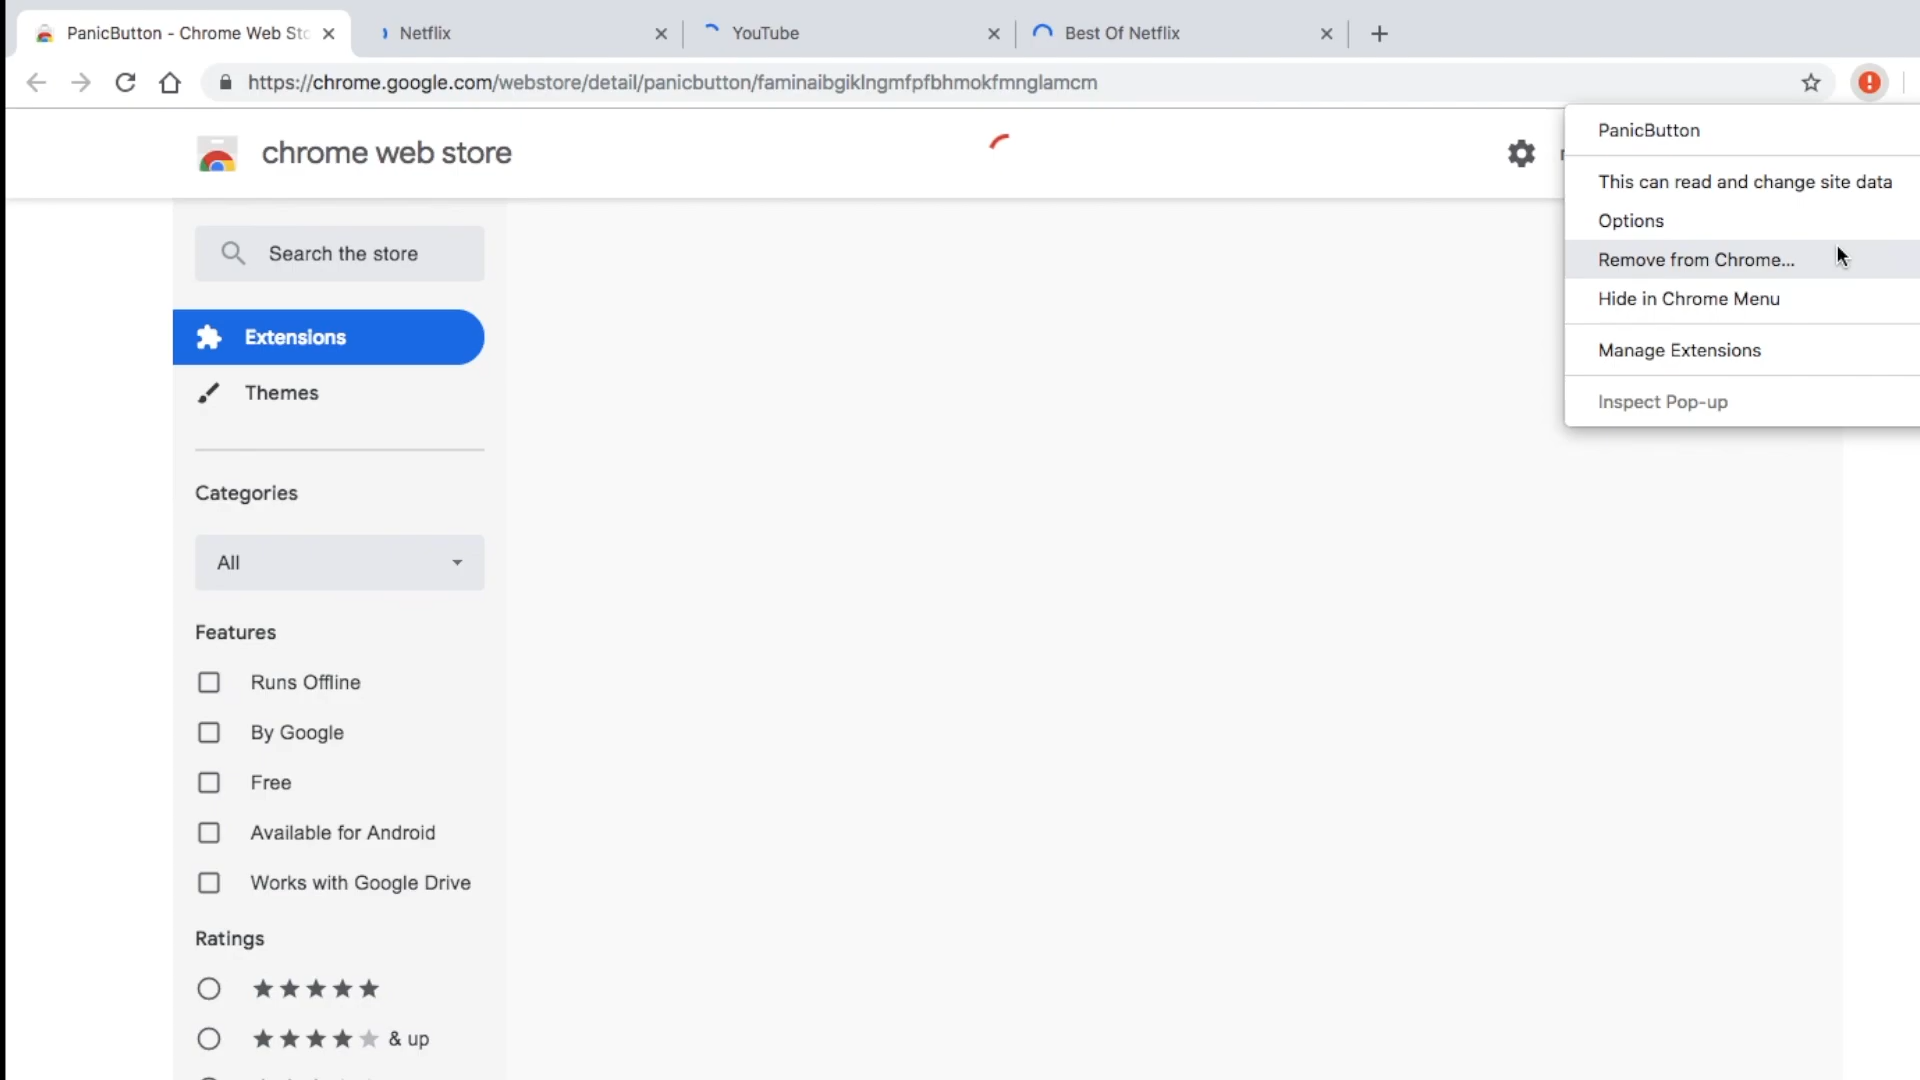 PanicButton - Chrome Web Sto
Netflix
YouTube
Best Of Netflix
https://chrome.google.com/webstore/detail/panicbutton/faminaibgiklngmfpfbhmokfmnglamcm
chrome web store
PanicButton
This can read and change site data
Options
Remove from Chrome...
Hide in Chrome Menu
Manage Extensions
Inspect Pop-up
Search the store
Extensions
Themes
Categories
All
Features
Runs Offline
By Google
Free
Available for Android
Works with Google Drive
Ratings
& up